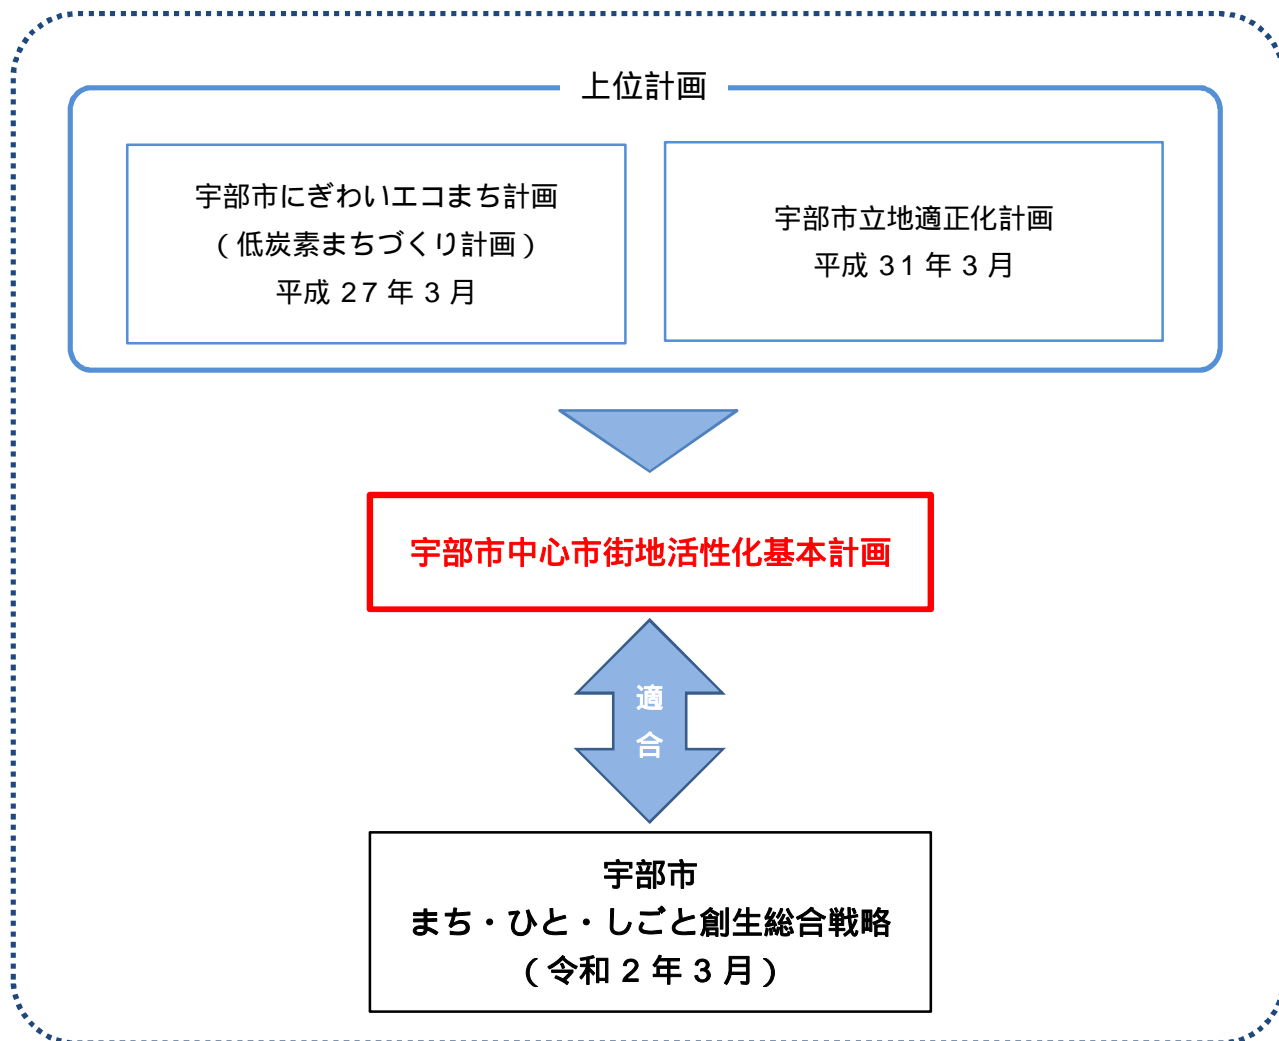 上位計画
宇部市にぎわいエコまち計画
（低炭素まちづくり計画）
平成 27 年 3 月
宇部市立地適正化計画
平成 31 年 3 月
宇部市中心市街地活性化基本計画
適
合
宇部市
まち・ひと・しごと創生総合戦略
（令和 2 年 3 月）